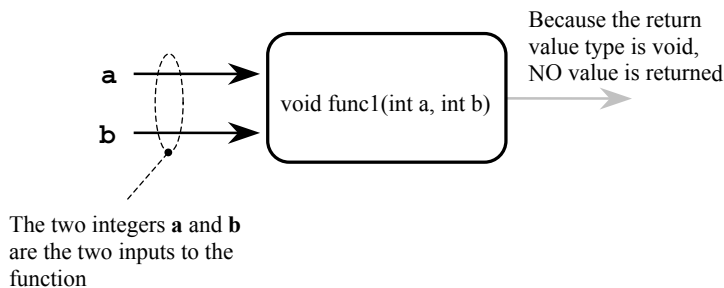 Because the return
value type is void,
NO value is returned
a
void func1(int a, int b)
b
The two integers a and b
are the two inputs to the
function